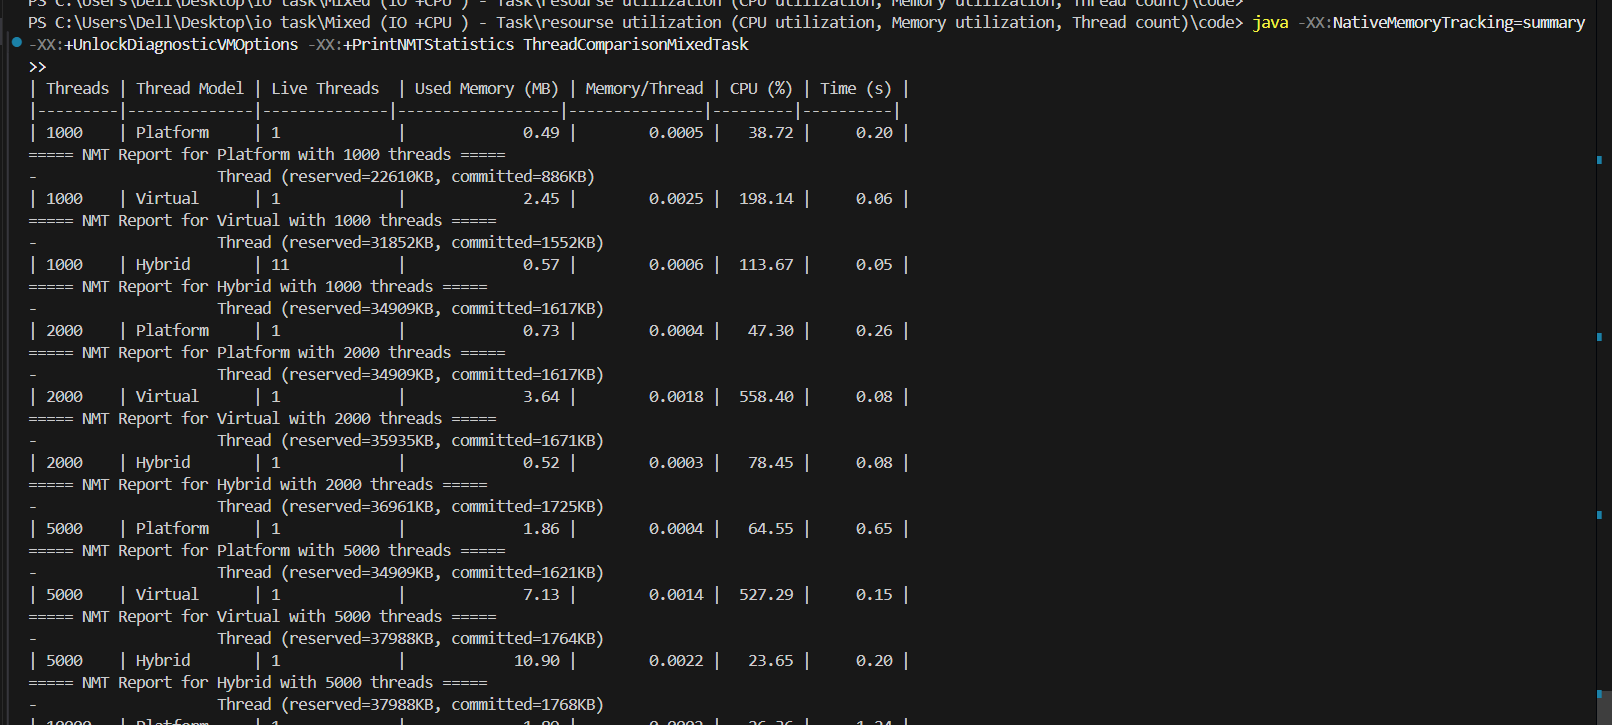 PS C:\Users\Dell\Desktop\io task\Mixed (IO +CPU ) - Task\resourse utilization (CPU utilization, Memory utilization, Thread count)\code>
PS C:\Users\Dell\Desktop\io task\Mixed (IO +CPU ) - Task\resourse utilization (CPU utilization, Memory utilization, Thread count)\code> java -XX:NativeMemoryTracking=summary
-XX:+UnlockDiagnosticVMOptions -XX:+PrintNMTStatistics ThreadComparisonMixedTask
>>
| Threads | Thread Model | Live Threads  | Used Memory (MB) | Memory/Thread | CPU (%) | Time (s) |
|---------|--------------|--------------|------------------|---------------|---------|----------|
| 1000    | Platform     | 1             |             0.49 |        0.0005 |   38.72 |     0.20 |
===== NMT Report for Platform with 1000 threads =====
-                    Thread (reserved=22610KB, committed=886KB)
| 1000    | Virtual      | 1             |             2.45 |        0.0025 |  198.14 |     0.06 |
===== NMT Report for Virtual with 1000 threads =====
-                    Thread (reserved=31852KB, committed=1552KB)
| 1000    | Hybrid       | 11            |             0.57 |        0.0006 |  113.67 |     0.05 |
===== NMT Report for Hybrid with 1000 threads =====
-                    Thread (reserved=34909KB, committed=1617KB)
| 2000    | Platform     | 1             |             0.73 |        0.0004 |   47.30 |     0.26 |
===== NMT Report for Platform with 2000 threads =====
-                    Thread (reserved=34909KB, committed=1617KB)
| 2000    | Virtual      | 1             |             3.64 |        0.0018 |  558.40 |     0.08 |
===== NMT Report for Virtual with 2000 threads =====
-                    Thread (reserved=35935KB, committed=1671KB)
| 2000    | Hybrid       | 1             |             0.52 |        0.0003 |   78.45 |     0.08 |
===== NMT Report for Hybrid with 2000 threads =====
-                    Thread (reserved=36961KB, committed=1725KB)
| 5000    | Platform     | 1             |             1.86 |        0.0004 |   64.55 |     0.65 |
===== NMT Report for Platform with 5000 threads =====
-                    Thread (reserved=34909KB, committed=1621KB)
| 5000    | Virtual      | 1             |             7.13 |        0.0014 |  527.29 |     0.15 |
===== NMT Report for Virtual with 5000 threads =====
-                    Thread (reserved=37988KB, committed=1764KB)
| 5000    | Hybrid       | 1             |            10.90 |        0.0022 |   23.65 |     0.20 |
===== NMT Report for Hybrid with 5000 threads =====
-                    Thread (reserved=37988KB, committed=1768KB)